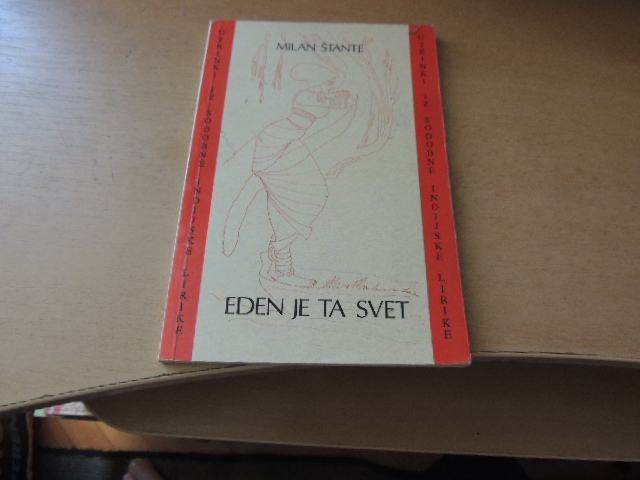 MILAN ŠTANTE
UTRINKI IZ SODOBNE INDIJSKE LIRIKE
UTRINKI IZ SODOBNE INDIJSKE LIRIKE
EDEN JE TA SVET